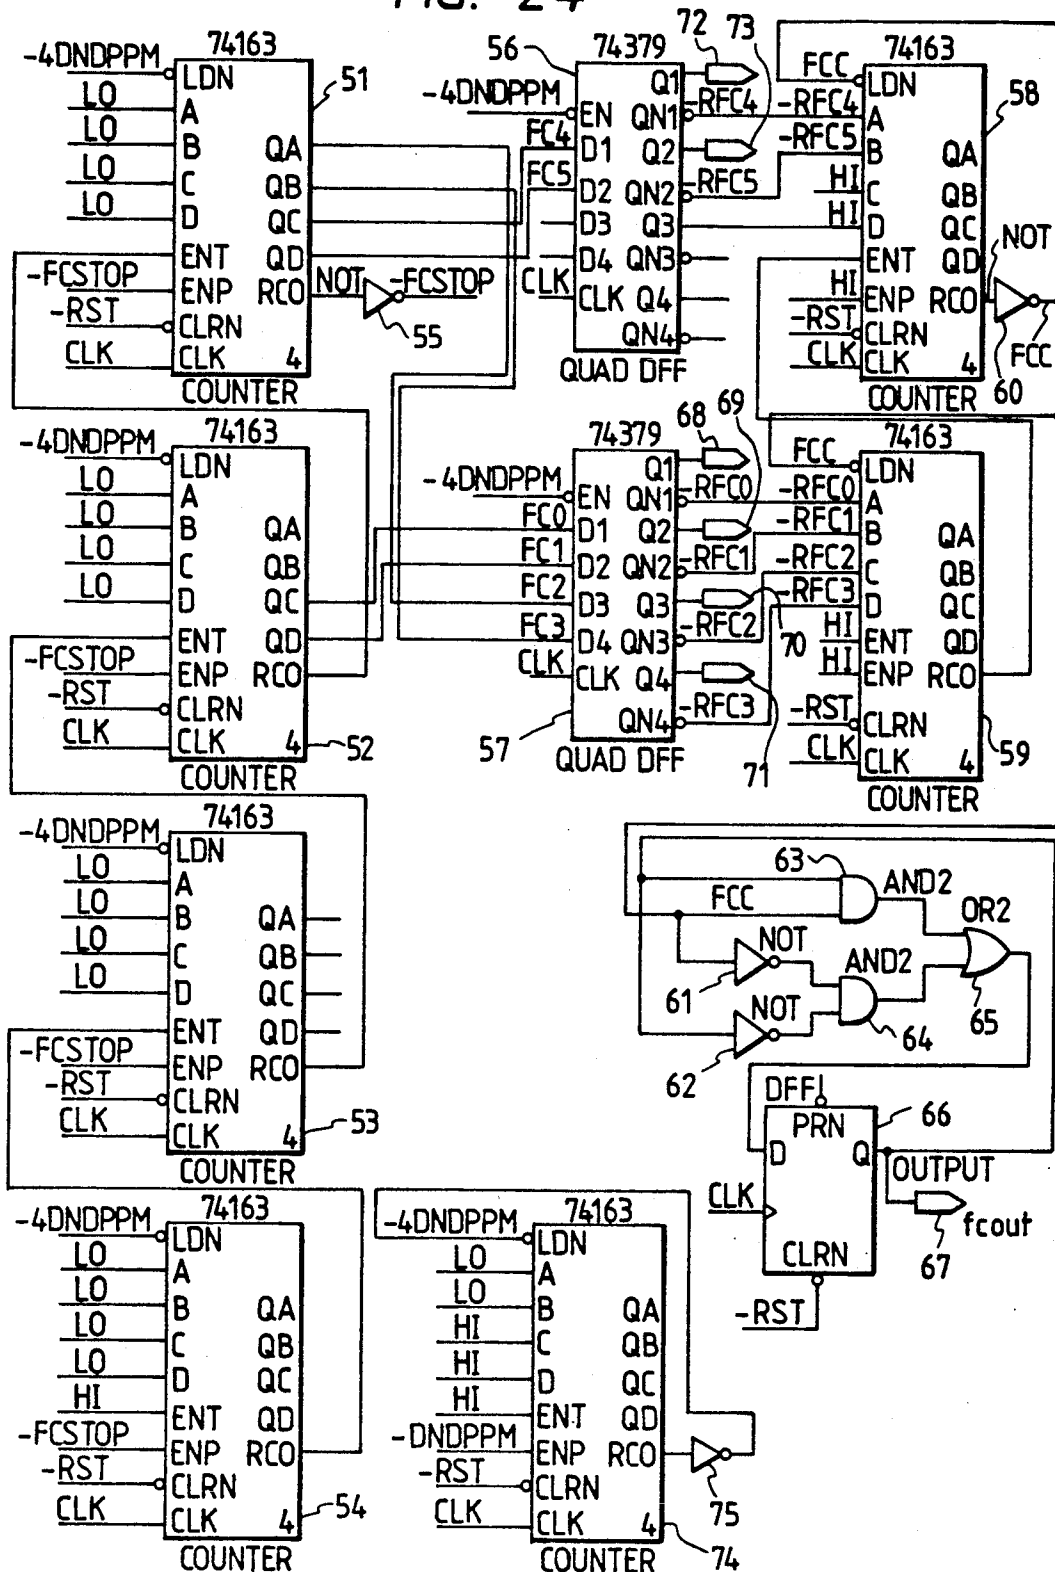 FIG. 24
74163
-4DNDPPM
LDN
51
LO
A
LO
B
QA
LO
C
QB
LO
D
QC
ENT
QD
-FCSTOP
ENP
RCO
NOT
-FCSTOP
-RST
CLRN
55
CLK
CLK
4
COUNTER
56
74379
72
73
Q1
-4DNDPPM
EN
QN1
-RFC4
FC4
D1
Q2
FC5
D2
QN2
-RFC5
D3
Q3
D4
QN3
CLK
CLK
Q4
QN4
QUAD DFF
74163
FCC
LDN
58
-RFC4
A
-RFC5
B
QA
HI
C
QB
HI
D
QC
NOT
ENT
QD
HI
ENP
RCO
-RST
CLRN
CLK
CLK
4
60
FCC
COUNTER
74163
-4DNDPPM
LDN
LO
A
LO
B
QA
LO
C
QB
LO
D
QC
ENT
QD
-FCSTOP
ENP
RCO
-RST
CLRN
CLK
CLK
4
52
COUNTER
74379
68
69
Q1
-4DNDPPM
EN
QN1
-RFC0
FC0
D1
Q2
FC1
D2
QN2
-RFC1
FC2
D3
Q3
70
FC3
D4
QN3
-RFC2
CLK
CLK
Q4
71
QN4
-RFC3
57
QUAD DFF
74163
FCC
LDN
-RFC0
A
-RFC1
B
QA
-RFC2
C
QB
-RFC3
D
QC
HI
ENT
QD
HI
ENP
RCO
-RST
CLRN
CLK
CLK
4
59
COUNTER
74163
-4DNDPPM
LDN
LO
A
LO
B
QA
LO
C
QB
LO
D
QC
ENT
QD
-FCSTOP
ENP
RCO
-RST
CLRN
CLK
CLK
4
53
COUNTER
63
AND2
FCC
OR2
NOT
AND2
61
NOT
64
65
62
DFF
PRN
66
D
Q
OUTPUT
CLK
fcout
CLRN
67
-RST
74163
-4DNDPPM
LDN
LO
A
LO
B
QA
LO
C
QB
LO
D
QC
HI
ENT
QD
-FCSTOP
ENP
RCO
-RST
CLRN
CLK
CLK
4
54
COUNTER
74163
-4DNDPPM
LDN
LO
A
LO
B
QA
HI
C
QB
HI
D
QC
HI
ENT
QD
-DNDPPM
ENP
RCO
-RST
CLRN
75
CLK
CLK
4
74
COUNTER